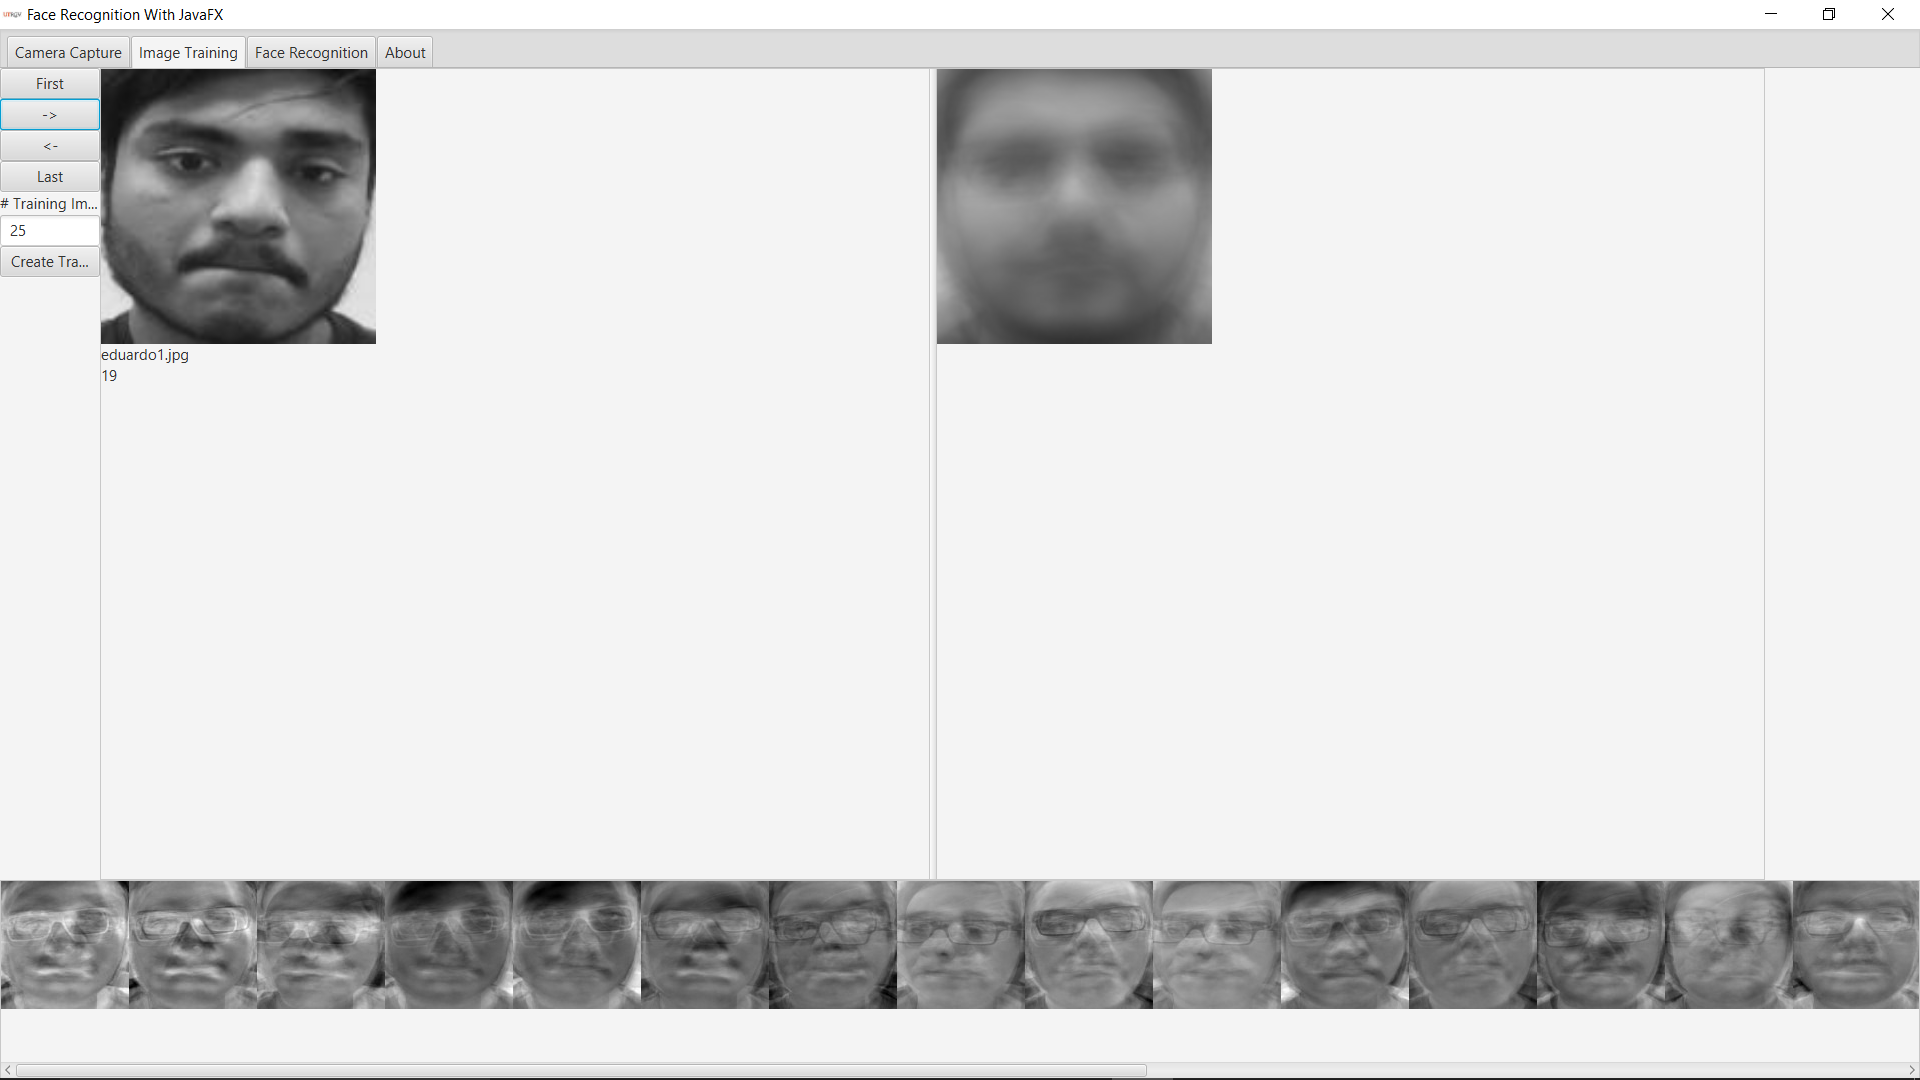 Face Recognition With JavaFX
Camera Capture
Image Training
Face Recognition
About
First
->
<-
Last
# Training Im...
25
Create Tra...
eduardo1.jpg
19